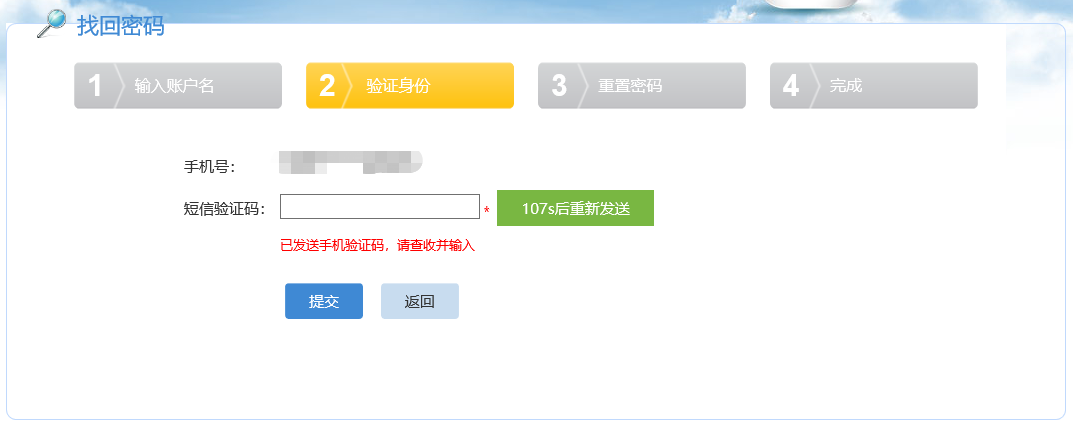 找回密码
1 输入账户名 2 验证身份 3 重置密码 4 完成
手机号：
短信验证码： * 107s后重新发送
已发送手机验证码，请查收并输入
提交 返回